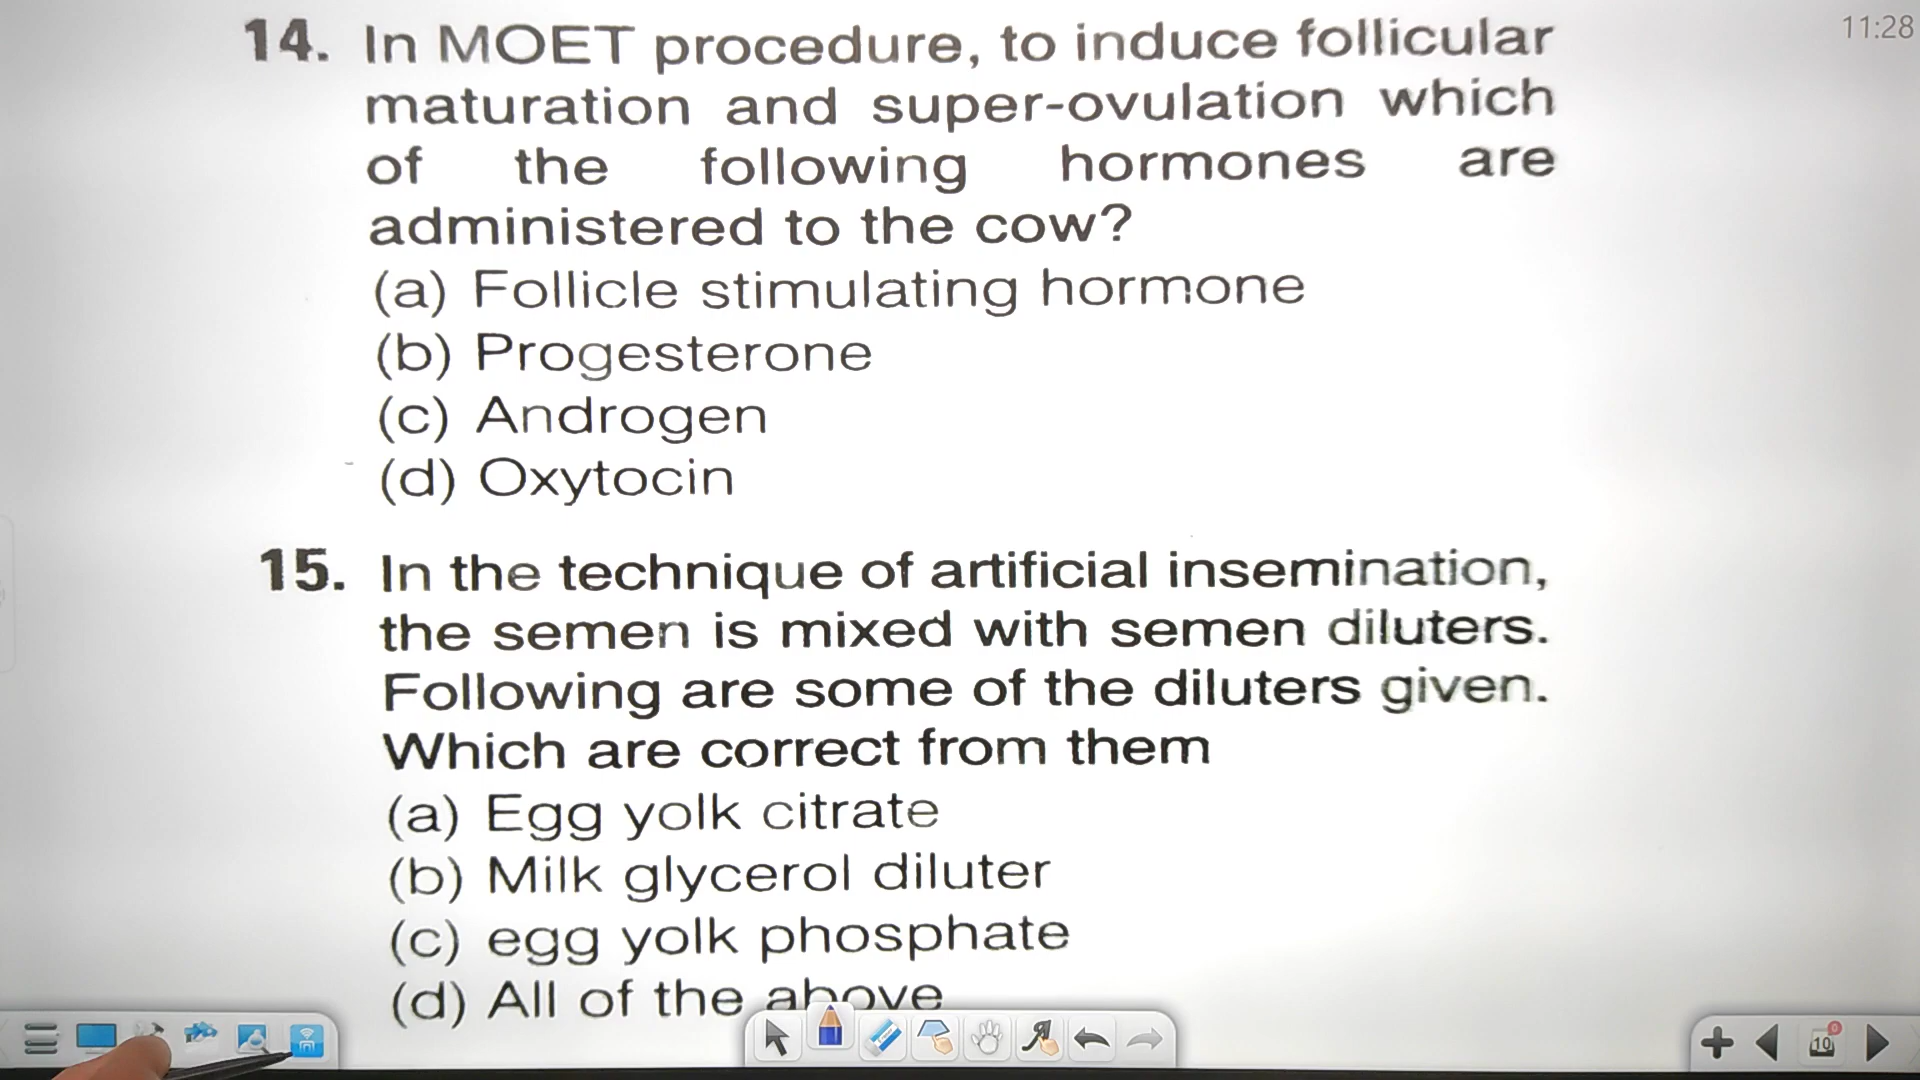 11:28
14. In MOET procedure, to induce follicular
maturation and super-ovulation which
of the following hormones are
administered to the cow?
(a) Follicle stimulating hormone
(b) Progesterone
(c) Androgen
(d) Oxytocin
15. In the technique of artificial insemination,
the semen is mixed with semen diluters.
Following are some of the diluters given.
Which are correct from them
(a) Egg yolk citrate
(b) Milk glycerol diluter
(c) egg yolk phosphate
(d) All of the above
0
10